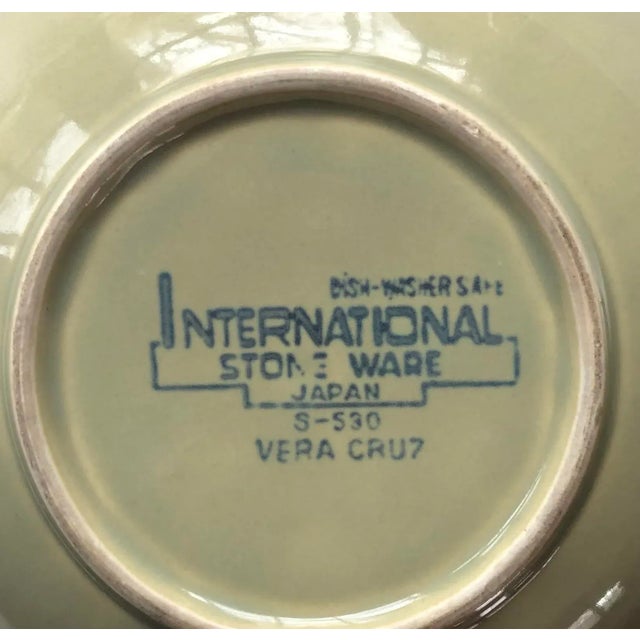 DISH-WASHER SAFE
INTERNATIONAL
STONE WARE
JAPAN
S-530
VERA CRUZ